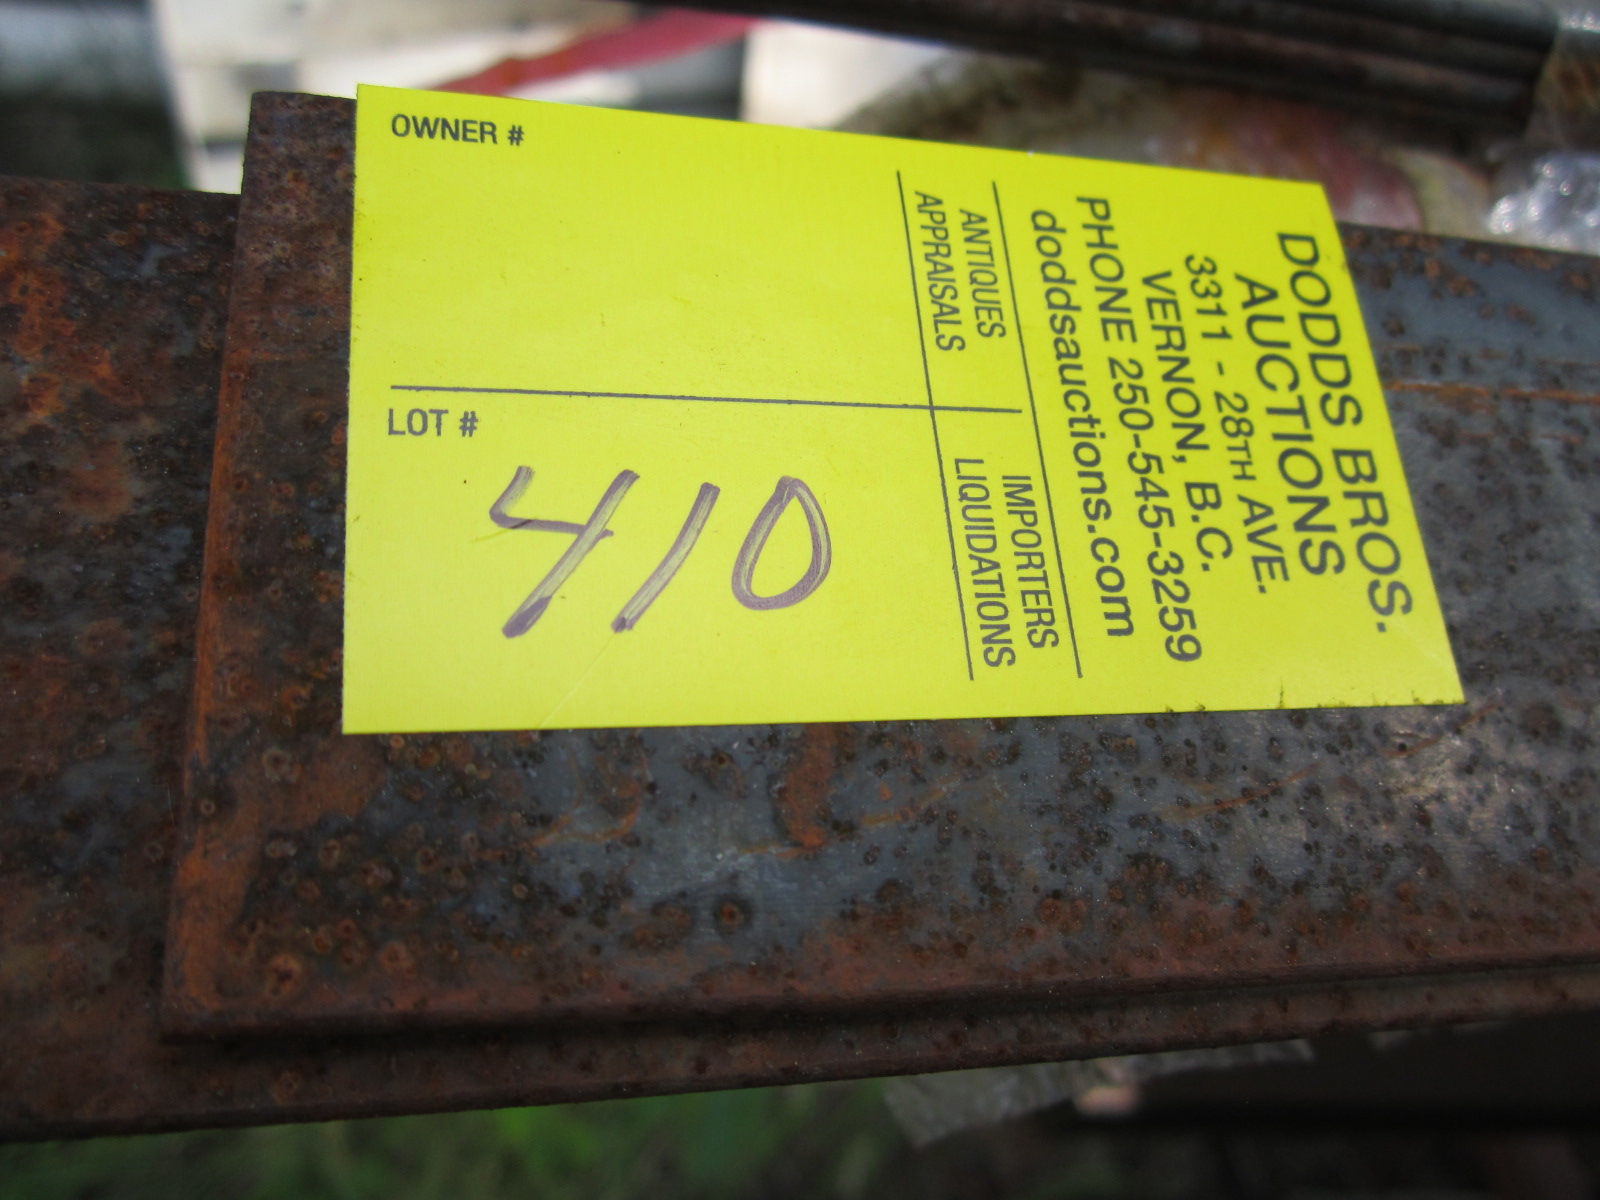 OWNER #
LOT #
410
DODDS BROS.
AUCTIONS
3311 - 28TH AVE.
VERNON, B.C.
PHONE 250-545-3259
doddsauctions.com
ANTIQUES
APPRAISALS
IMPORTERS
LIQUIDATIONS